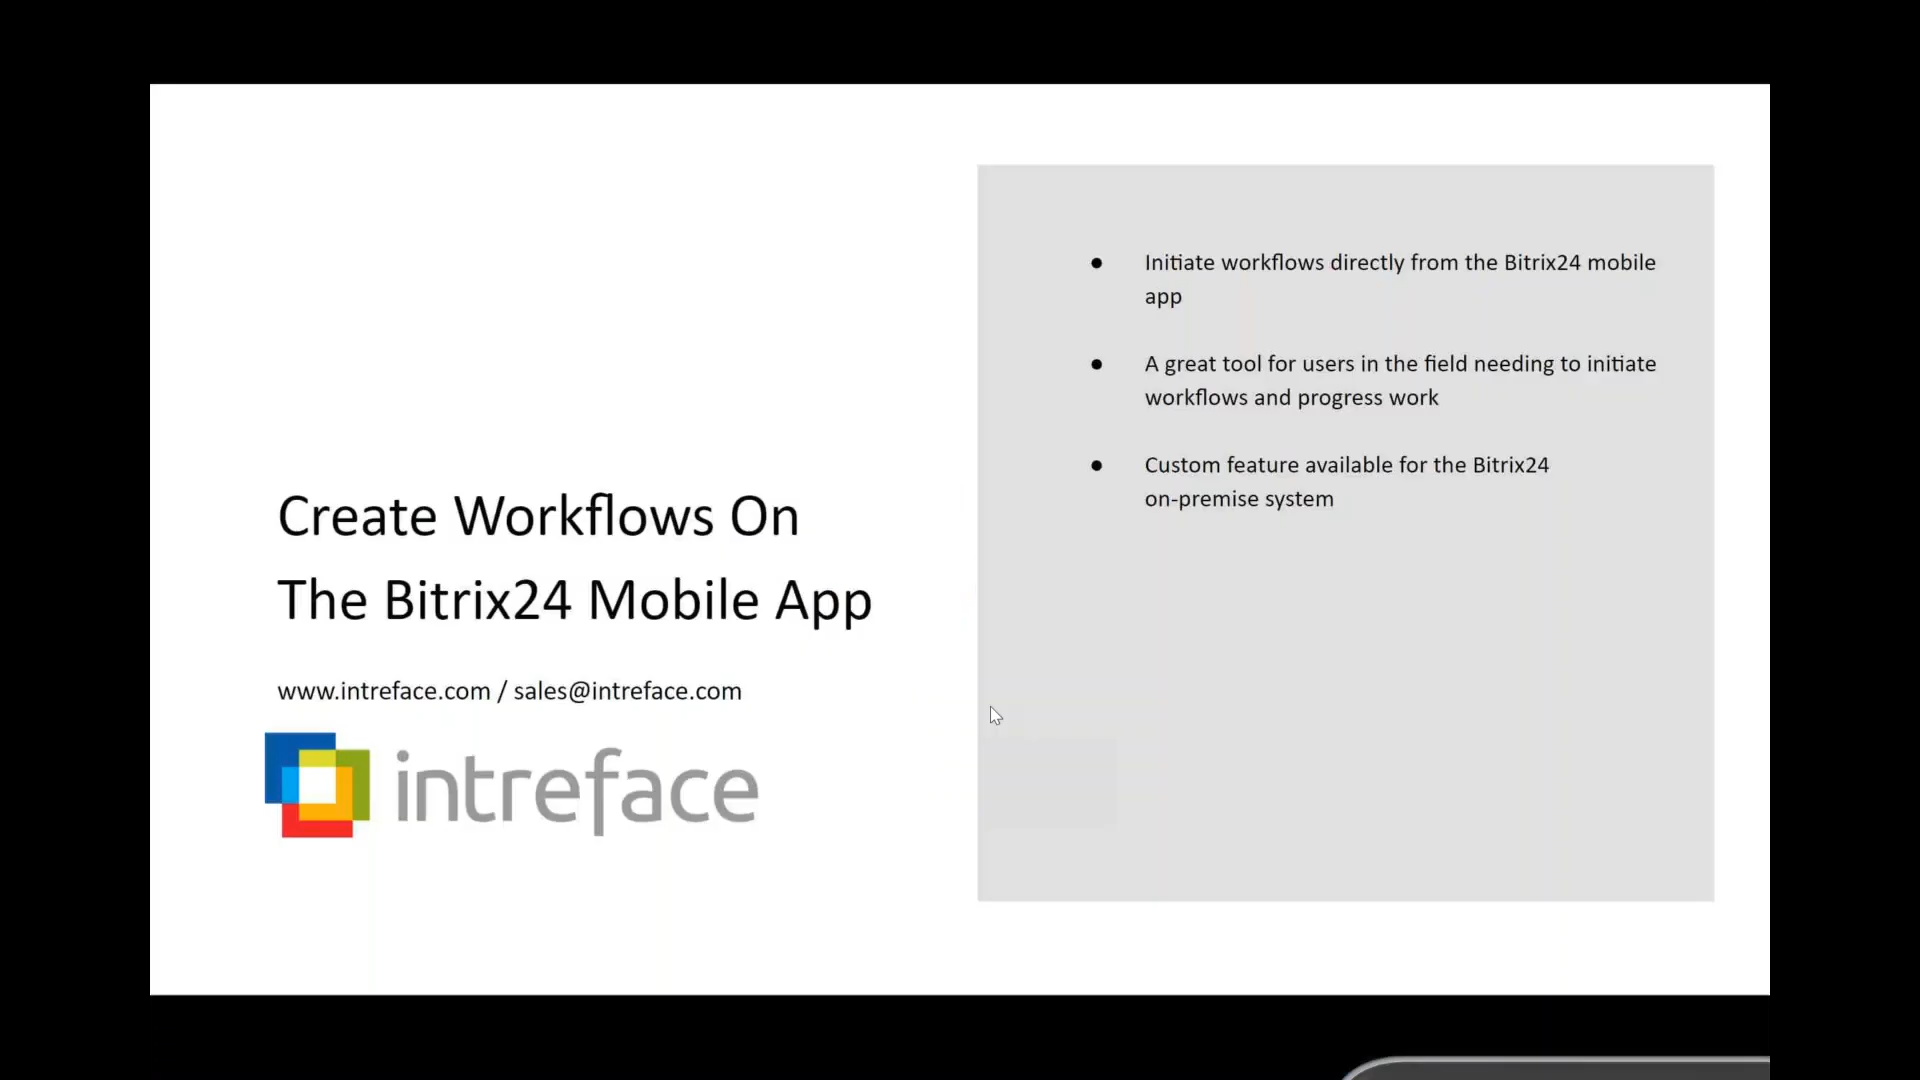 Create Workflows On
The Bitrix24 Mobile App
www.intreface.com / sales@intreface.com
intreface
● Initiate workflows directly from the Bitrix24 mobile
app
● A great tool for users in the field needing to initiate
workflows and progress work
● Custom feature available for the Bitrix24
on-premise system